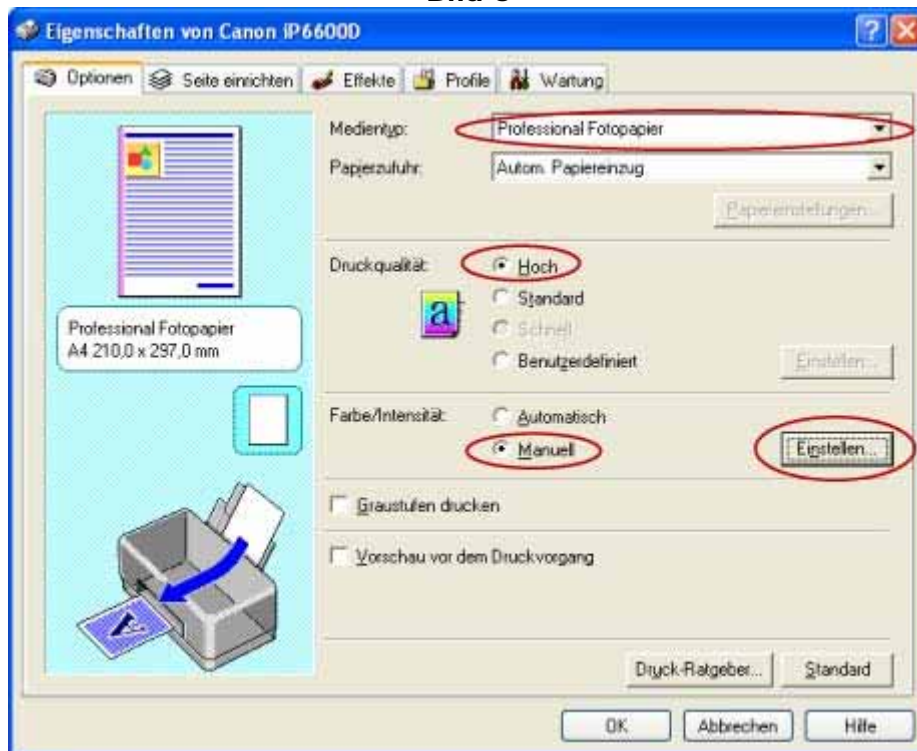 Eigenschaften von Canon iP6600D
Optionen Seite einrichten Effekte Profile Wartung
Medientyp: Professional Fotopapier
Papierzufuhr: Autom. Papiereinzug
Papiereinstellungen...
Druckqualität: Hoch
Standard
Schnell
Benutzerdefiniert Einstellen...
Professional Fotopapier
A4 210,0 x 297,0 mm
Farbe/Intensität: Automatisch
Manuell Einstellen...
Graustufen drucken
Vorschau vor dem Druckvorgang
Druck-Ratgeber... Standard
OK Abbrechen Hilfe